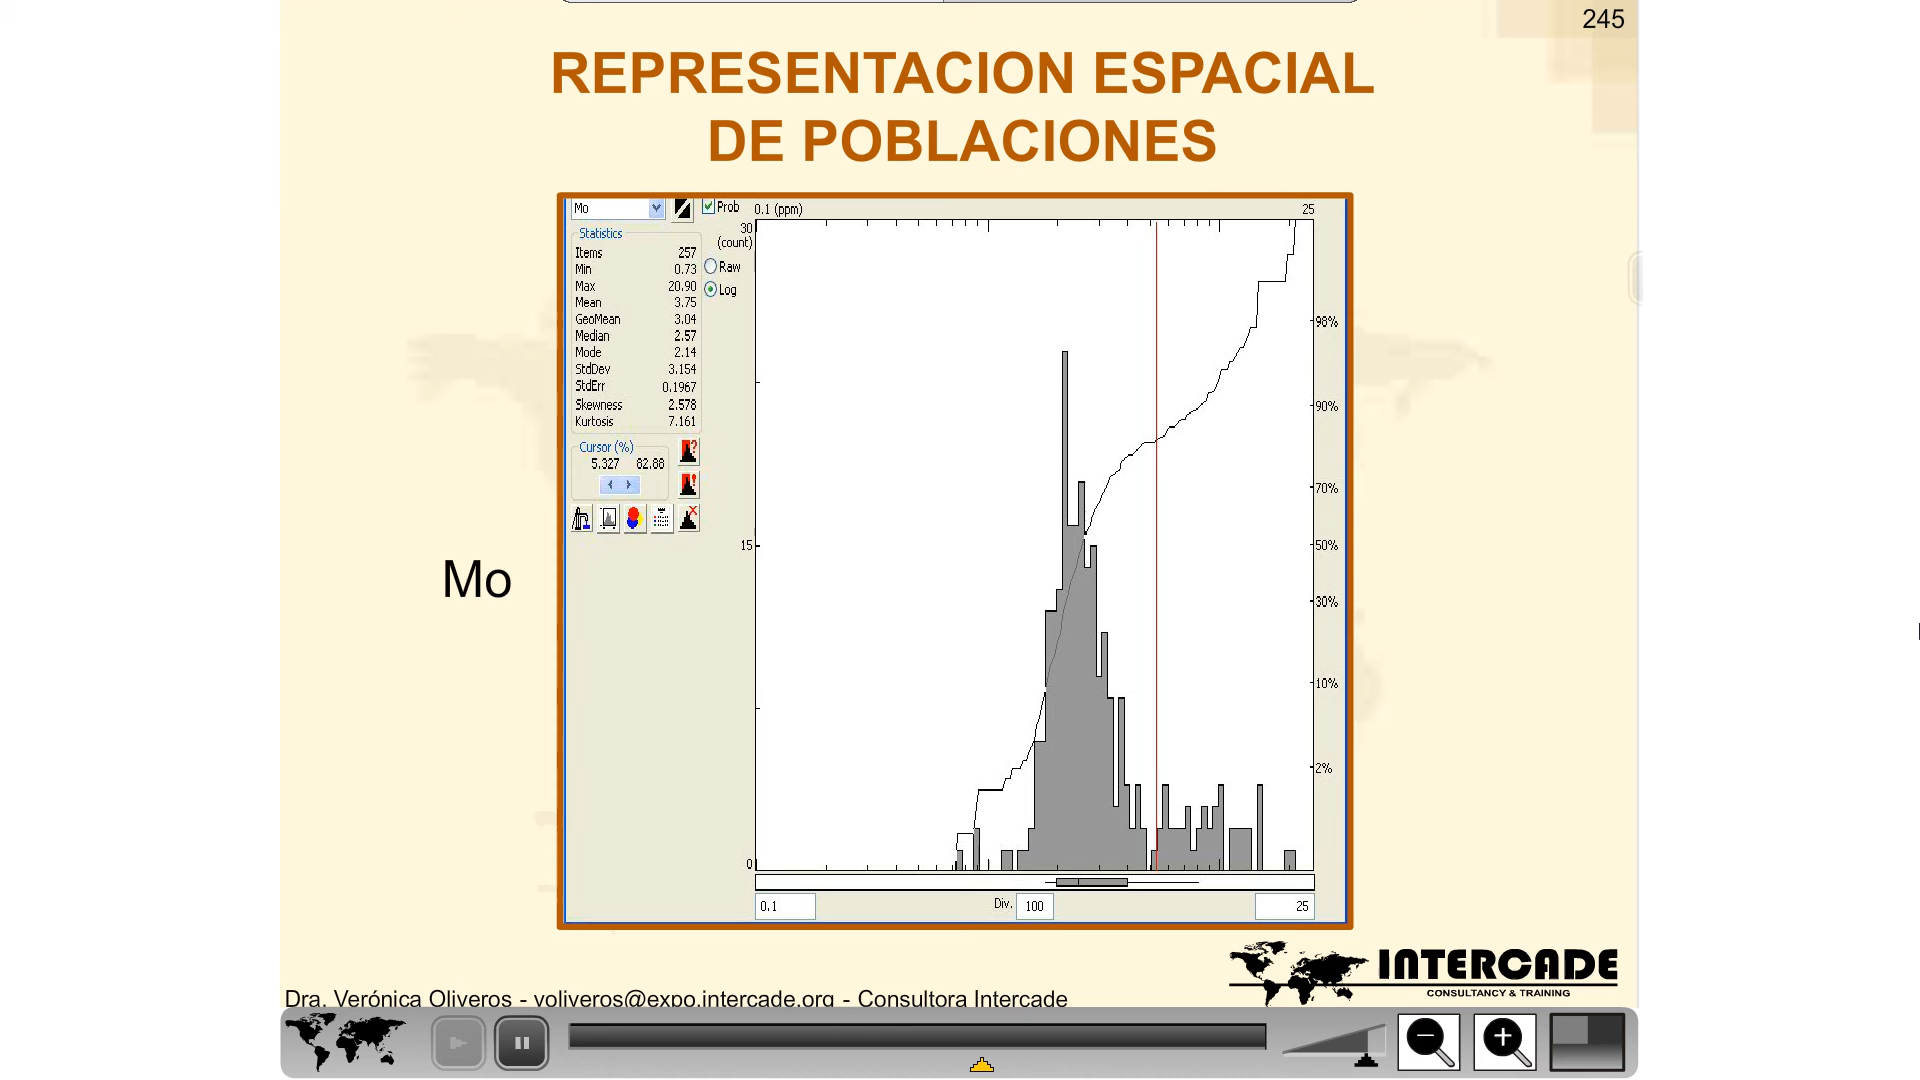 245
REPRESENTACION ESPACIAL
DE POBLACIONES
Mo
Prob
0.1 (ppm)
25
Statistics
Items 257
Min 0.73
Max 20.90
Mean 3.75
GeoMean 3.04
Median 2.57
Mode 2.14
StdDev 3.154
StdErr 0.1967
Skewness 2.578
Kurtosis 7.161
Cursor (%)
5.327 82.88
30
(count)
Raw
Log
15
0
98%
90%
70%
50%
30%
10%
2%
0.1
Div. 100
25
Mo
INTERCADE
CONSULTANCY & TRAINING
Dra. Verónica Oliveros - voliveros@expo.intercade.org - Consultora Intercade